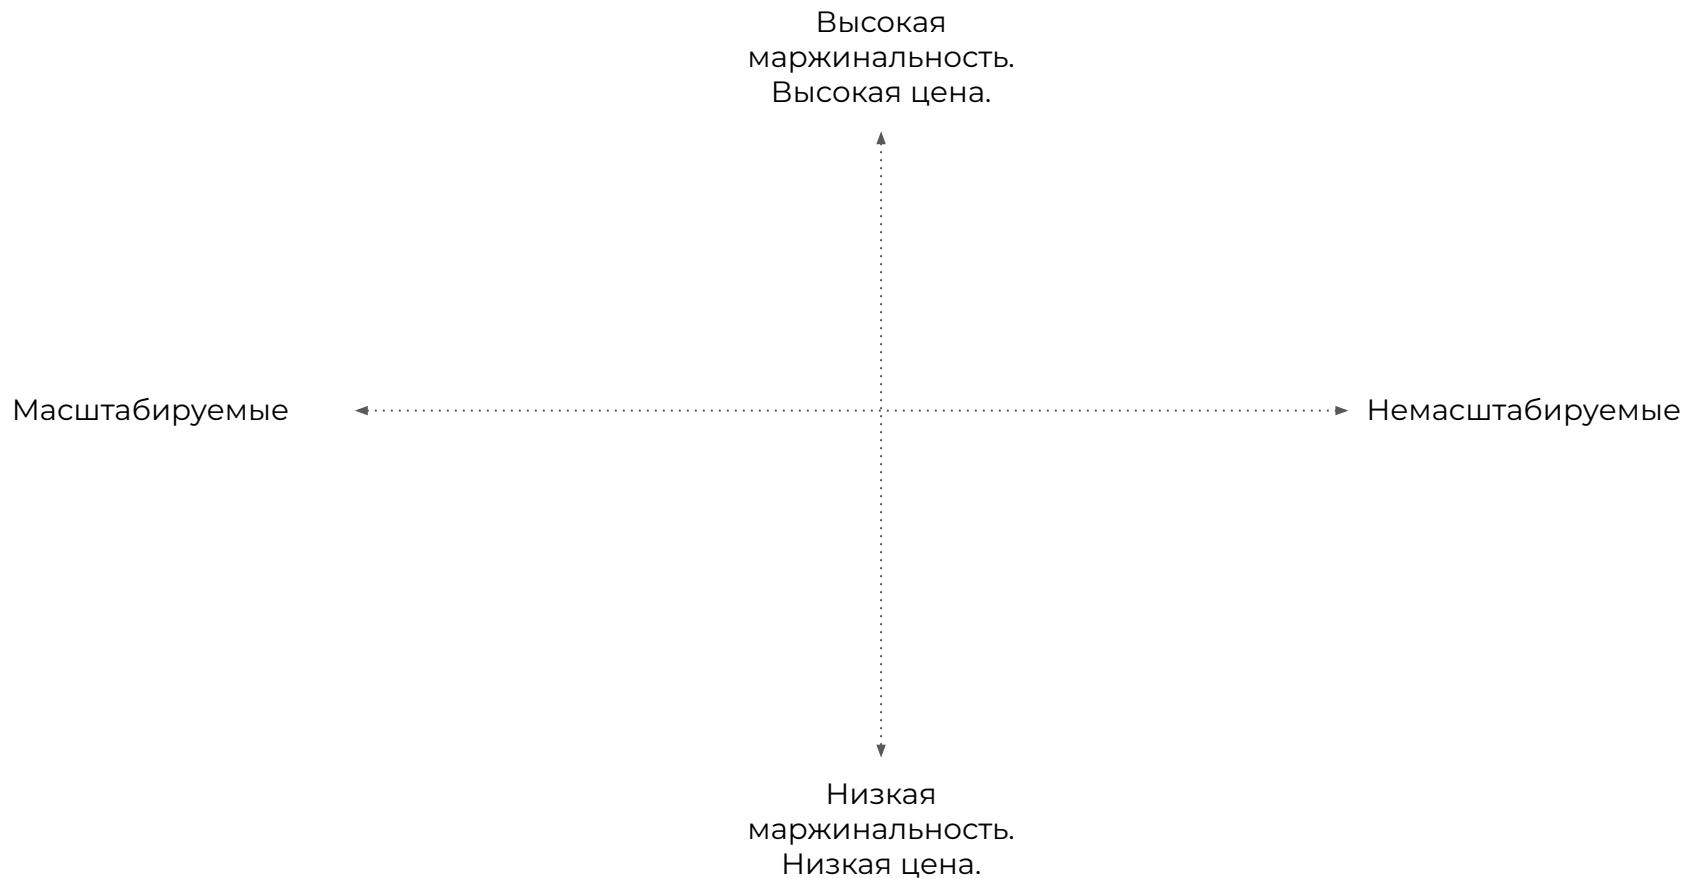 Высокая
маржинальность.
Высокая цена.
Масштабируемые
Немасштабируемые
Низкая
маржинальность.
Низкая цена.